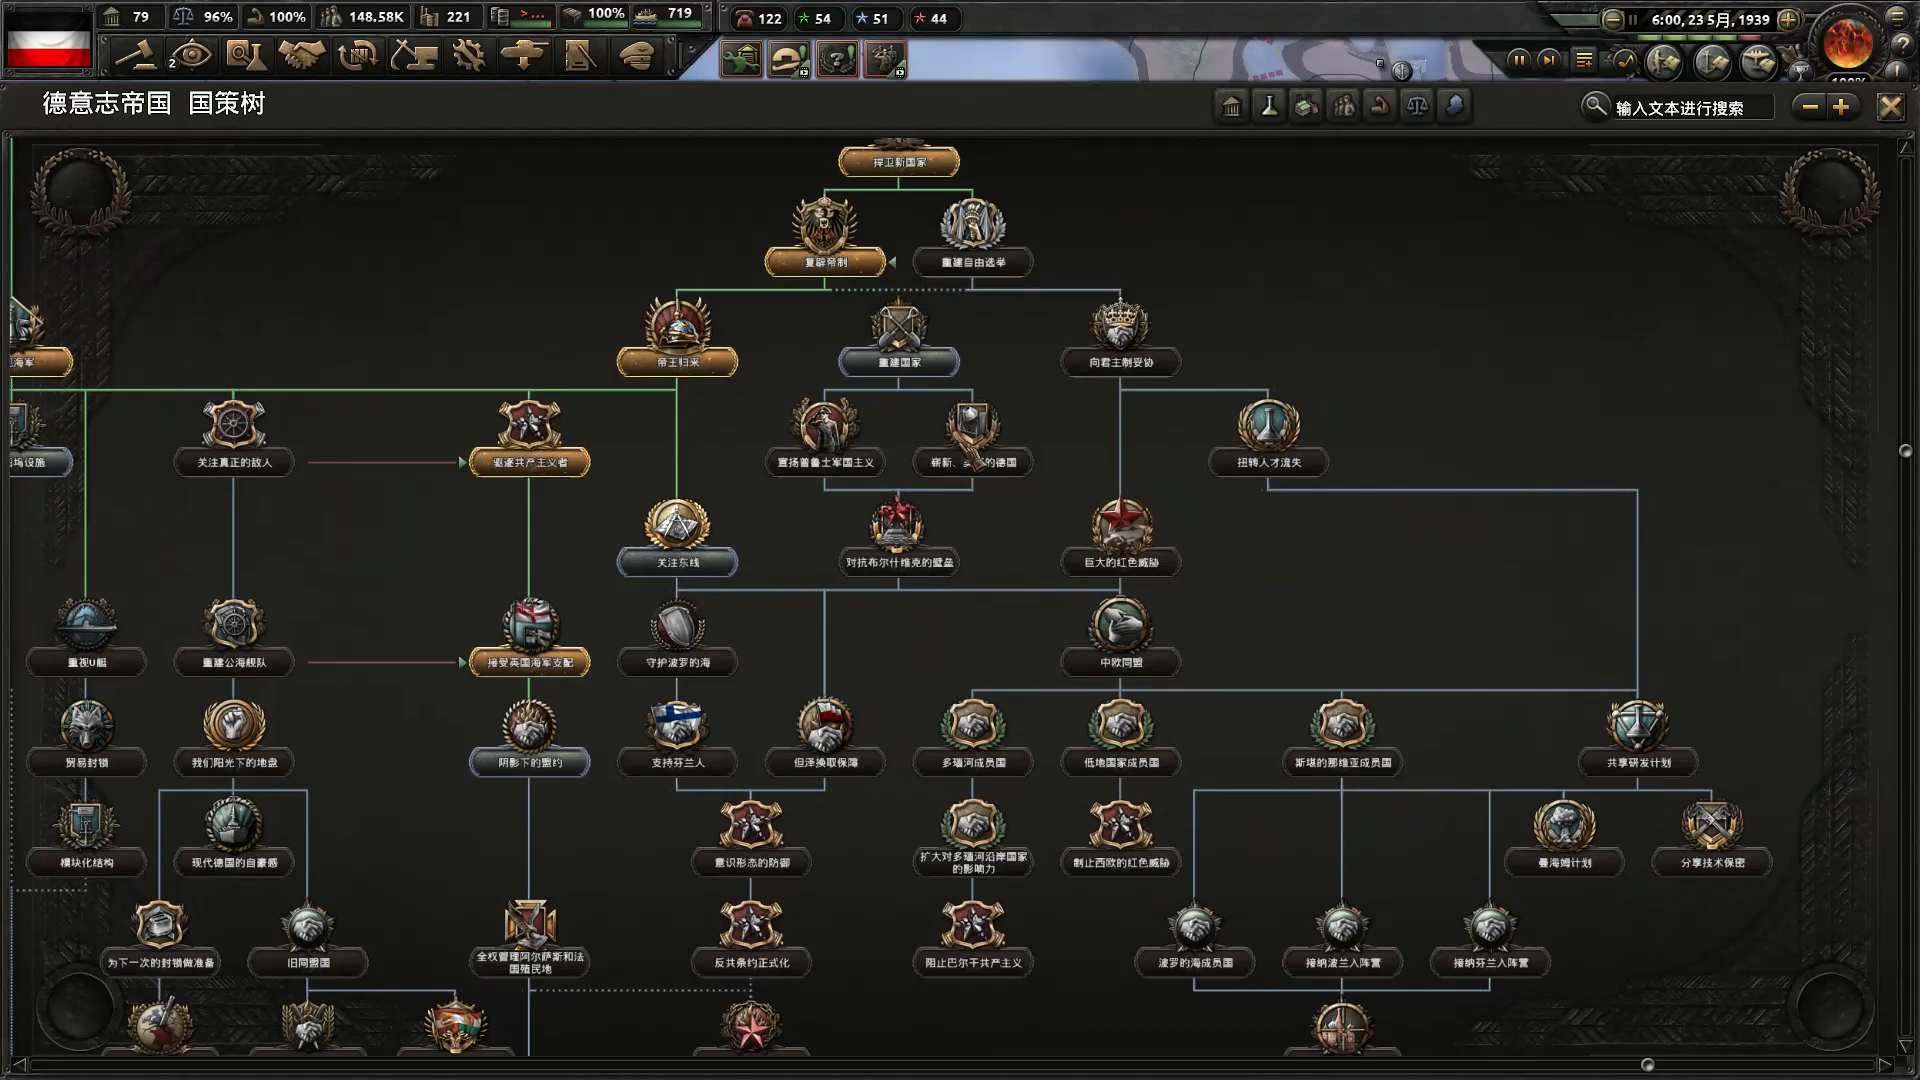 79 96% 100% 148.58K 221 >... 100% 719 122 54 51 44 6:00, 23 5月, 1939
2
100%
德意志帝国 国策树
输入文本进行搜索
捍卫新国家
复辟帝制 重建自由选举
海军 帝王归来 重建国家 向君主制妥协
坞设施 关注真正的敌人 驱逐共产主义者 宣扬普鲁士军国主义 崭新、 的德国 扭转人才流失
关注东线 对抗布尔什维克的壁垒 巨大的红色威胁
重视U艇 重建公海舰队 接受英国海军支配 守护波罗的海 中欧同盟
贸易封锁 我们阳光下的地盘 阴影下的盟约 支持芬兰人 但泽换取保障 多瑙河成员国 低地国家成员国 斯堪的那维亚成员国 共享研发计划
模块化结构 现代德国的自豪感 意识形态的防御 扩大对多瑙河沿岸国家
的影响力 制止西欧的红色威胁 曼海姆计划 分享技术保密
为下一次的封锁做准备 旧同盟国 全权管理阿尔萨斯和法
国殖民地 反共条约正式化 阻止巴尔干共产主义 波罗的海成员国 接纳波兰入阵营 接纳芬兰入阵营